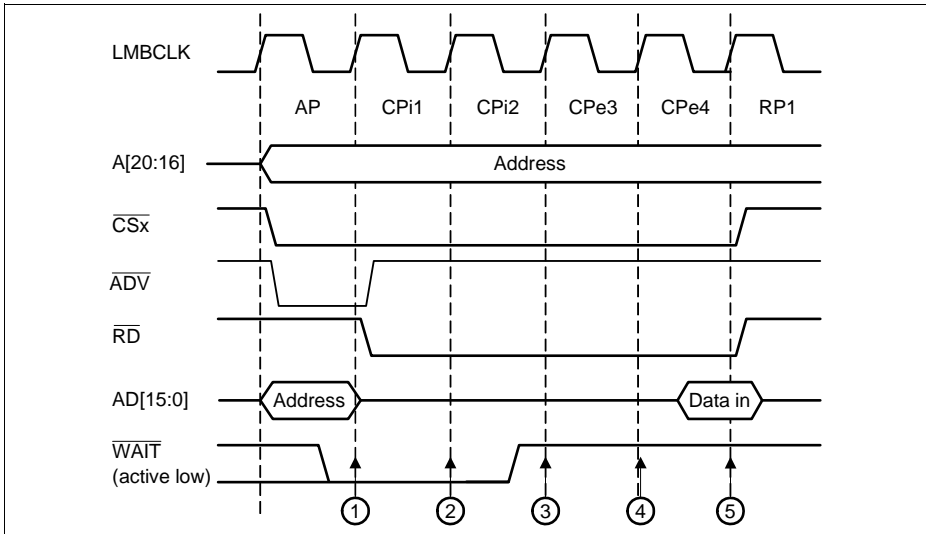 LMBCLK
AP CPi1 CPi2 CPe3 CPe4 RP1
A[20:16] Address
CSx
ADV
RD
AD[15:0] Address Data in
WAIT
(active low)
1 2 3 4 5